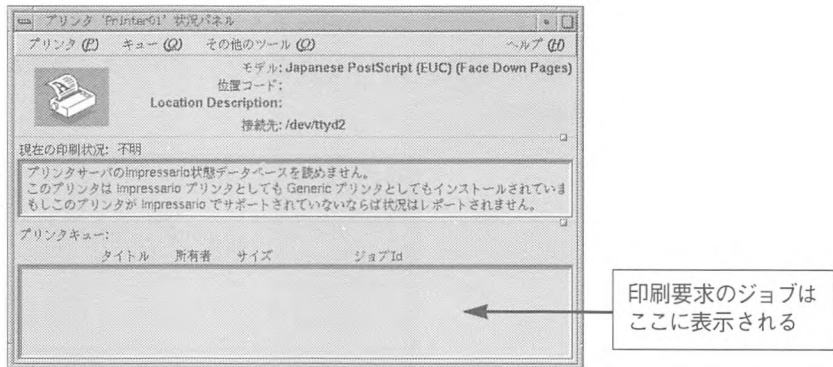 プリンタ 'Printer01' 状況パネル
プリンタ (P) キュー (Q) その他のツール (O) ヘルプ (H)
モデル: Japanese PostScript (EUC) (Face Down Pages)
位置コード:
Location Description:
接続先: /dev/ttyd2
現在の印刷状況: 不明
プリンタサーバのImpressario状態データベースを読めません。
このプリンタは Impressario プリンタとしても Generic プリンタとしてもインストールされていま
もしこのプリンタが Impressario でサポートされていないならば状況はレポートされません。
プリンタキュー:
タイトル 所有者 サイズ ジョブId
印刷要求のジョブは
ここに表示される